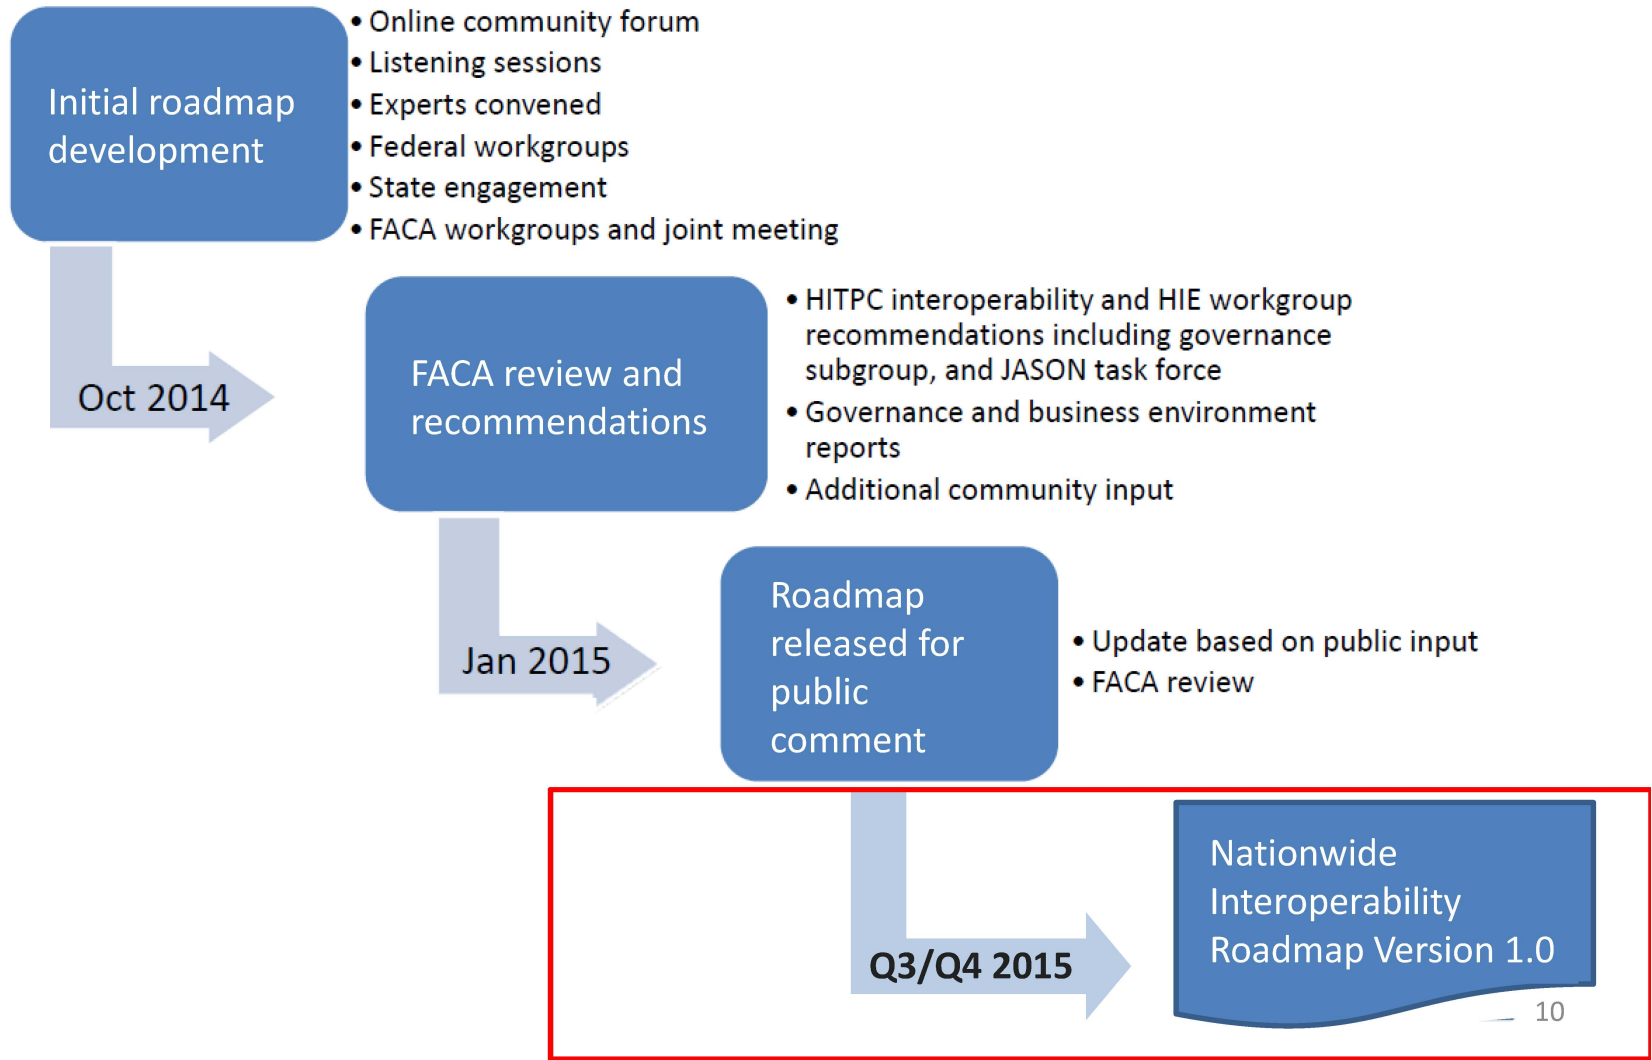 Initial roadmap
development
• Online community forum
• Listening sessions
• Experts convened
• Federal workgroups
• State engagement
• FACA workgroups and joint meeting
Oct 2014
FACA review and
recommendations
• HITPC interoperability and HIE workgroup
recommendations including governance
subgroup, and JASON task force
• Governance and business environment
reports
• Additional community input
Jan 2015
Roadmap
released for
public
comment
• Update based on public input
• FACA review
Q3/Q4 2015
Nationwide
Interoperability
Roadmap Version 1.0
10